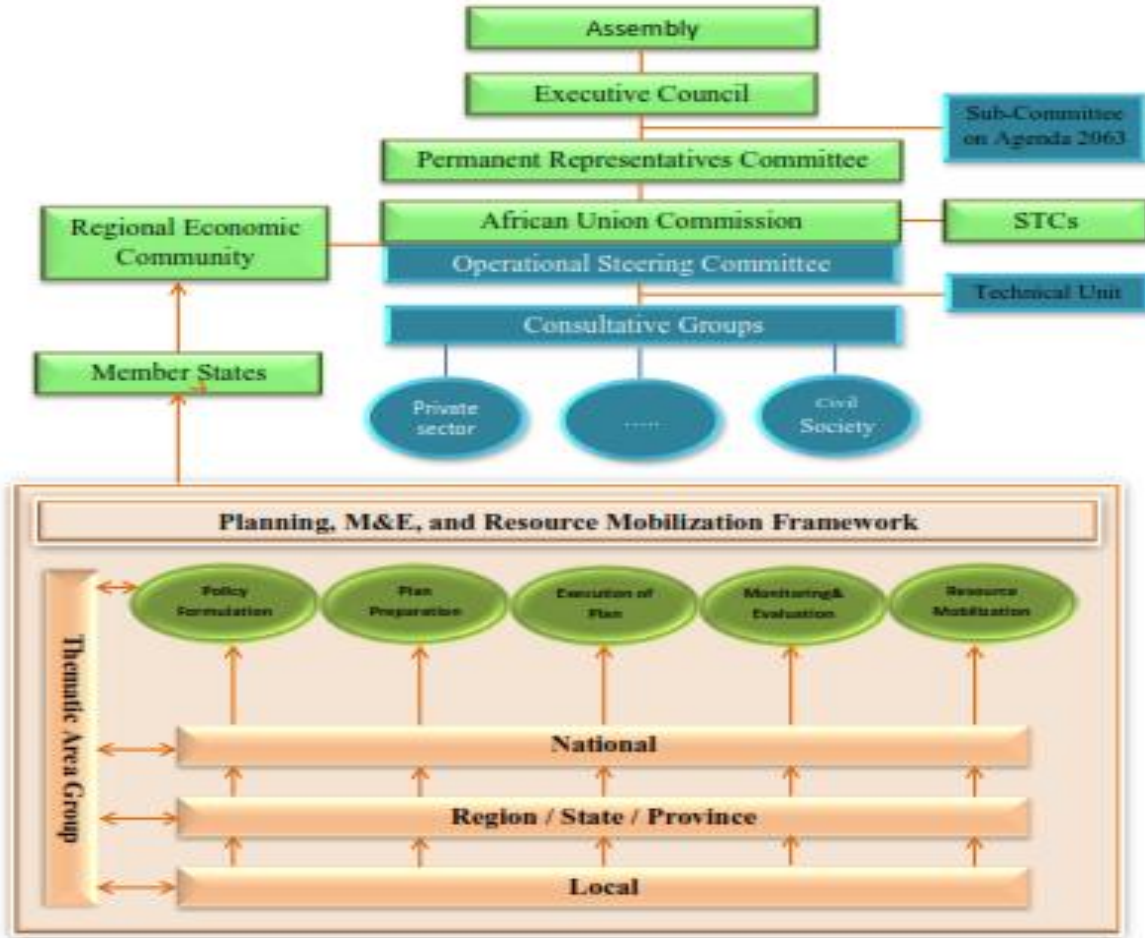 Assembly
Executive Council
Sub-Committee
on Agenda 2063
Permanent Representatives Committee
African Union Commission
STCs
Regional Economic
Community
Operational Steering Committee
Technical Unit
Consultative Groups
Member States
Private
sector
.....
Civil
Society
Planning, M&E, and Resource Mobilization Framework
Policy
Formulation
Plan
Preparation
Execution of
Plan
Monitoring&
Evaluation
Resource
Mobilization
Thematic Area Group
National
Region / State / Province
Local